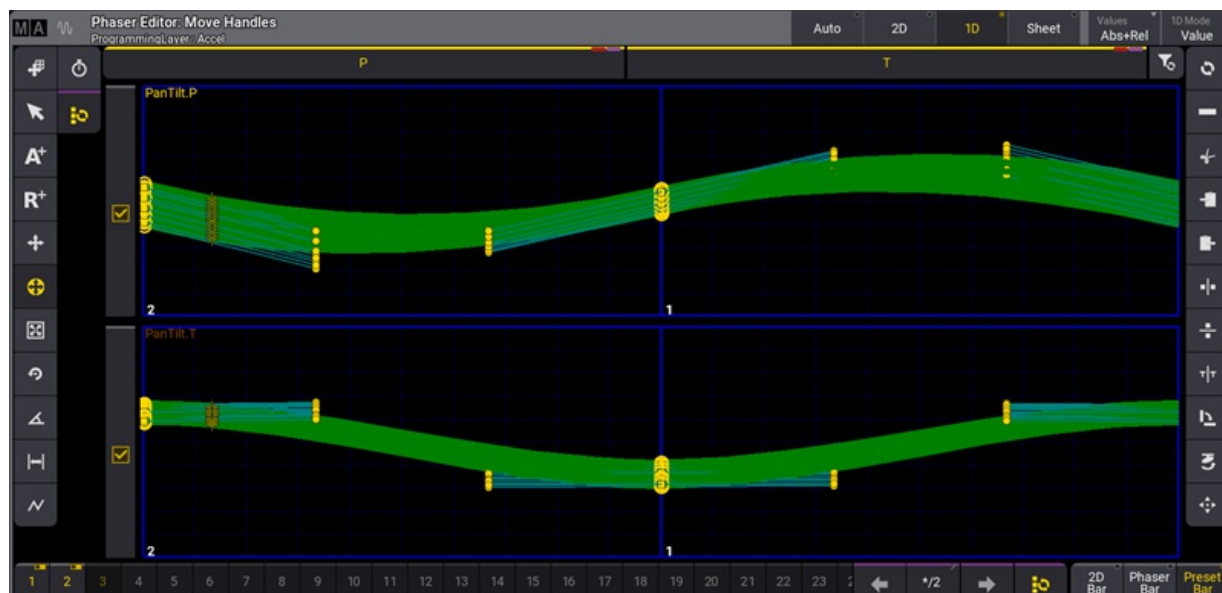 MA
Phaser Editor: Move Handles
ProgrammingLayer: Accel
Auto
2D
1D
Sheet
Values
Abs+Rel
1D Mode
Value
P
T
PanTilt.P
A+
R+
2
1
PanTilt.T
T|T
2
1
1 2 3 4 5 6 7 8 9 10 11 12 13 14 15 16 17 18 19 20 21 22 23
*/2
2D
Bar
Phaser
Bar
Preset
Bar